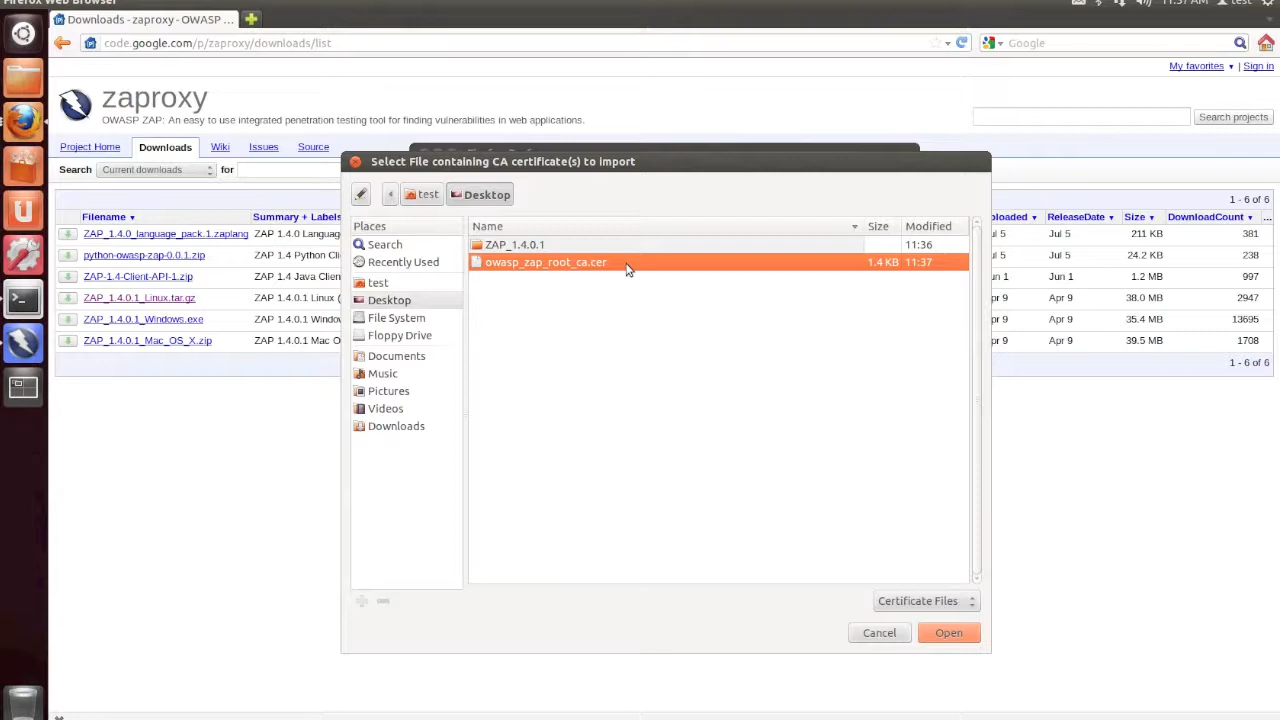 Firefox Web Browser
11:37 AM test
Downloads - zaproxy - OWASP ...
code.google.com/p/zaproxy/downloads/list
Google
My favorites ▼ | Sign in
zaproxy
OWASP ZAP: An easy to use integrated penetration testing tool for finding vulnerabilities in web applications.
Search projects
Project Home Downloads Wiki Issues Source
Search Current downloads for
Select File containing CA certificate(s) to import
test Desktop
Places
Search
Recently Used
test
Desktop
File System
Floppy Drive
Documents
Music
Pictures
Videos
Downloads
Name Size Modified
ZAP_1.4.0.1 11:36
owasp_zap_root_ca.cer 1.4 KB 11:37
Certificate Files
Cancel Open
1 - 6 of 6
Filename ▼ Summary + Labels loaded ▼ ReleaseDate ▼ Size ▼ DownloadCount ▼ ...
ZAP_1.4.0_language_pack.1.zaplang ZAP 1.4.0 Langua 5 Jul 5 211 KB 381
python-owasp-zap-0.0.1.zip ZAP 1.4 Python Cli 5 Jul 5 24.2 KB 238
ZAP-1.4-Client-API-1.zip ZAP 1.4 Java Client 1 Jun 1 1.2 MB 997
ZAP_1.4.0.1_Linux.tar.gz ZAP 1.4.0.1 Linux ( 9 Apr 9 38.0 MB 2947
ZAP_1.4.0.1_Windows.exe ZAP 1.4.0.1 Windo 9 Apr 9 35.4 MB 13695
ZAP_1.4.0.1_Mac_OS_X.zip ZAP 1.4.0.1 Mac O 9 Apr 9 39.5 MB 1708
1 - 6 of 6